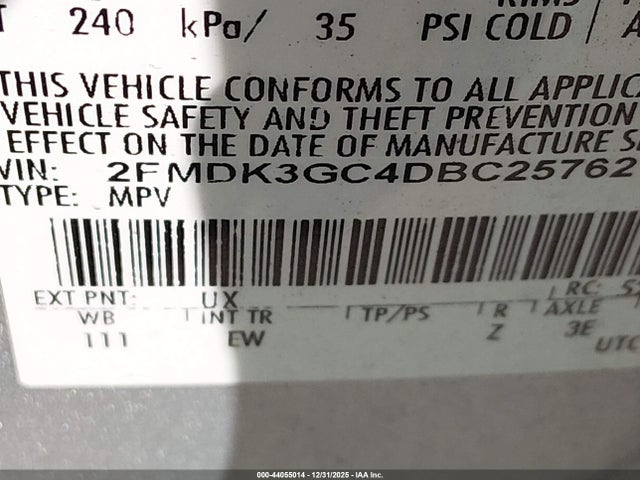 240 kPa/ 35 PSI COLD
THIS VEHICLE CONFORMS TO ALL
VEHICLE SAFETY AND THEFT PREVENTION
EFFECT ON THE DATE OF MANUFACTURE
VIN: 2FMDK3GC4DBC25762
TYPE: MPV
EXT PNT: UX RC:
WB INT TR TP/PS R AXLE
111 EW Z 3E
UTC
000-44055014 - 12/31/2025 - IAA Inc.